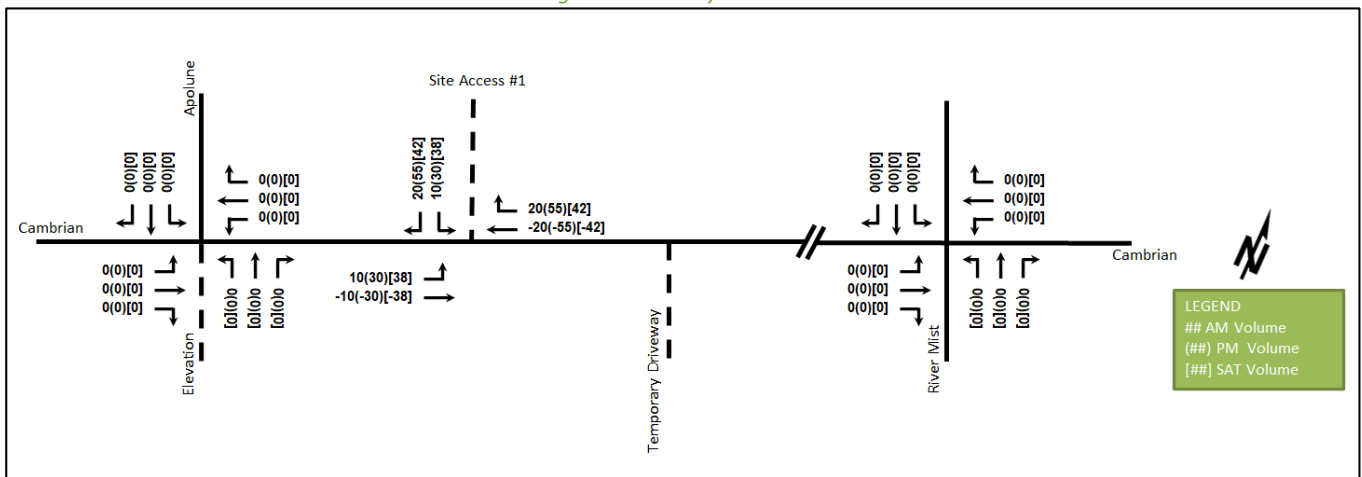 Site Access #1
Apolune
0(0)[0]
0(0)[0]
0(0)[0]
0(0)[0]
0(0)[0]
0(0)[0]
20(55)[42]
10(30)[38]
20(55)[42]
-20(-55)[-42]
0(0)[0]
0(0)[0]
0(0)[0]
0(0)[0]
0(0)[0]
0(0)[0]
Cambrian
Cambrian
0(0)[0]
0(0)[0]
0(0)[0]
0(0)[0]
0(0)[0]
0(0)[0]
10(30)[38]
-10(-30)[-38]
0(0)[0]
0(0)[0]
0(0)[0]
0(0)[0]
0(0)[0]
0(0)[0]
Elevation
Temporary Driveway
River Mist
N
LEGEND
## AM Volume
(##) PM Volume
[##] SAT Volume